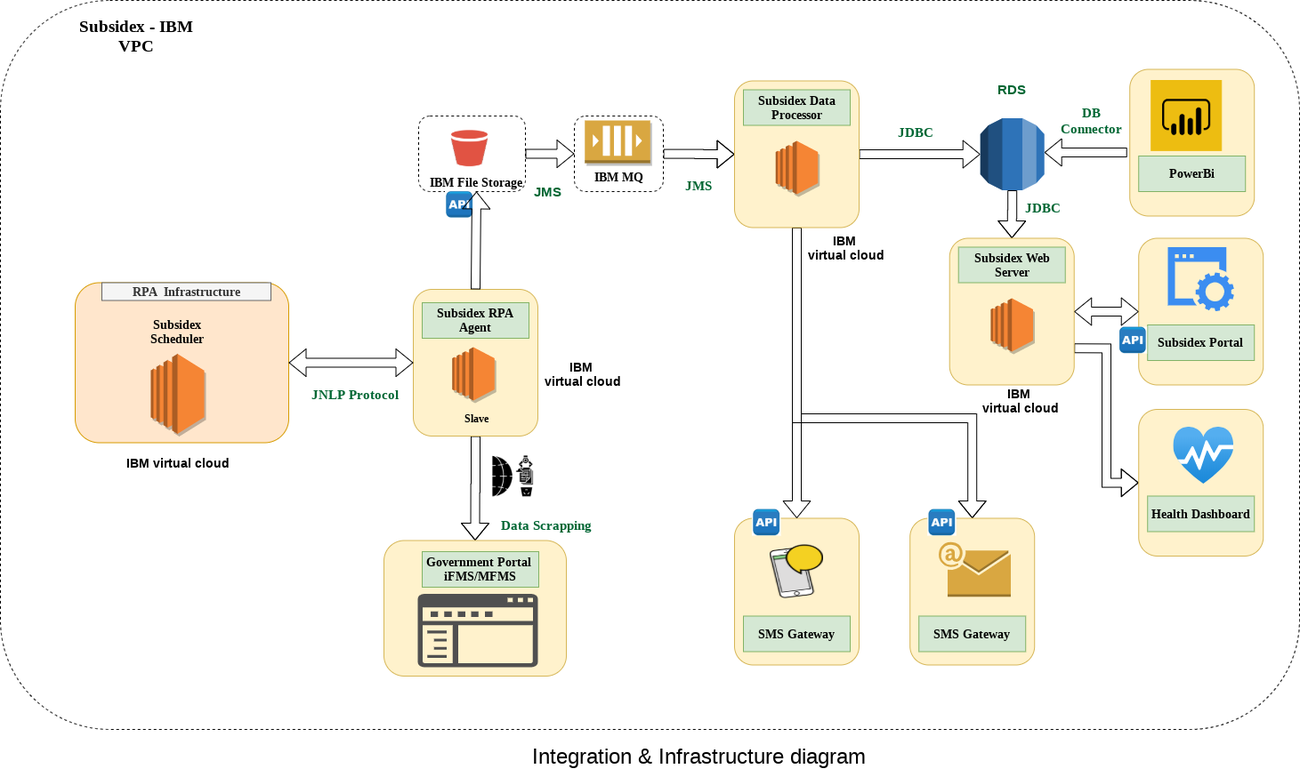 Subsidex - IBM
VPC
RDS
Subsidex Data
Processor
JDBC
DB
Connector
PowerBi
IBM File Storage
API
JMS
IBM MQ
JMS
JDBC
IBM
virtual cloud
Subsidex Web
Server
API
Subsidex Portal
IBM
virtual cloud
RPA Infrastructure
Subsidex
Scheduler
IBM virtual cloud
JNLP Protocol
Subsidex RPA
Agent
Slave
IBM
virtual cloud
Data Scrapping
Government Portal
iFMS/MFMS
API
SMS Gateway
API
@
SMS Gateway
Health Dashboard
Integration & Infrastructure diagram